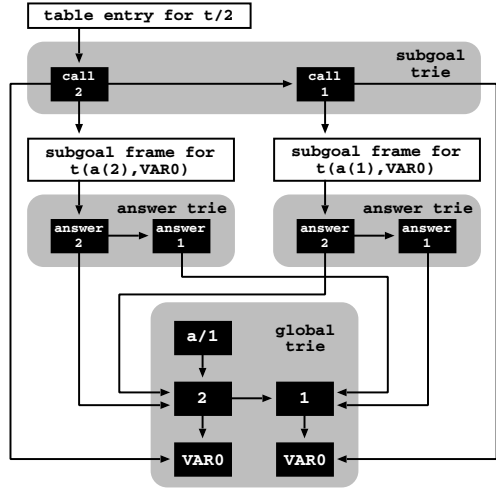 table entry for t/2
subgoal
trie
call
2
call
1
subgoal frame for
t(a(2),VAR0)
subgoal frame for
t(a(1),VAR0)
answer trie
answer
2
answer
1
answer trie
answer
2
answer
1
global
trie
a/1
2
1
VAR0
VAR0